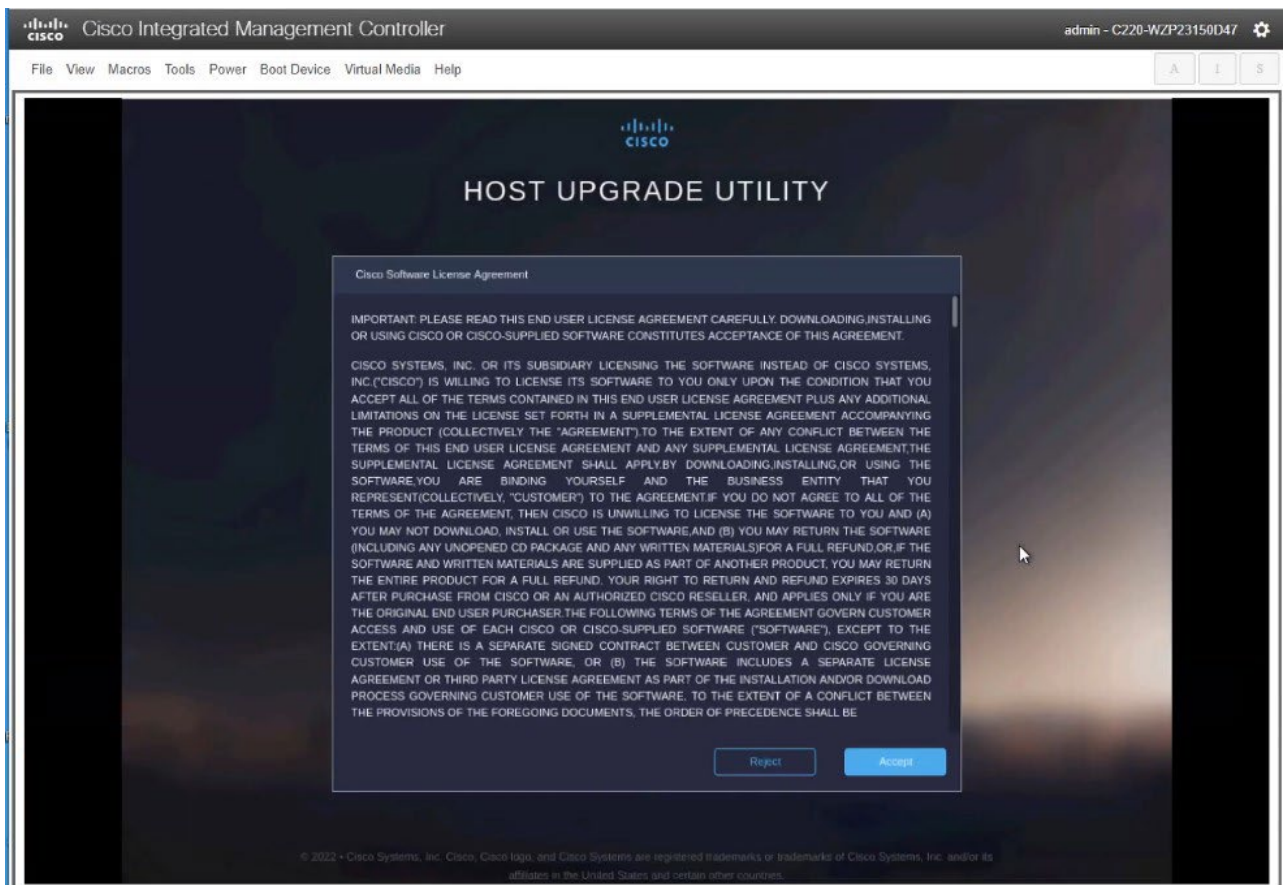 cisco Cisco Integrated Management Controller admin - C220-WZP23150D47
File View Macros Tools Power Boot Device Virtual Media Help A I S
CISCO
HOST UPGRADE UTILITY
Cisco Software License Agreement
IMPORTANT: PLEASE READ THIS END USER LICENSE AGREEMENT CAREFULLY. DOWNLOADING,INSTALLING
OR USING CISCO OR CISCO-SUPPLIED SOFTWARE CONSTITUTES ACCEPTANCE OF THIS AGREEMENT.
CISCO SYSTEMS, INC. OR ITS SUBSIDIARY LICENSING THE SOFTWARE INSTEAD OF CISCO SYSTEMS,
INC.("CISCO") IS WILLING TO LICENSE ITS SOFTWARE TO YOU ONLY UPON THE CONDITION THAT YOU
ACCEPT ALL OF THE TERMS CONTAINED IN THIS END USER LICENSE AGREEMENT PLUS ANY ADDITIONAL
LIMITATIONS ON THE LICENSE SET FORTH IN A SUPPLEMENTAL LICENSE AGREEMENT ACCOMPANYING
THE PRODUCT (COLLECTIVELY THE "AGREEMENT").TO THE EXTENT OF ANY CONFLICT BETWEEN THE
TERMS OF THIS END USER LICENSE AGREEMENT AND ANY SUPPLEMENTAL LICENSE AGREEMENT,THE
SUPPLEMENTAL LICENSE AGREEMENT SHALL APPLY.BY DOWNLOADING,INSTALLING,OR USING THE
SOFTWARE,YOU ARE BINDING YOURSELF AND THE BUSINESS ENTITY THAT YOU
REPRESENT(COLLECTIVELY, "CUSTOMER") TO THE AGREEMENT.IF YOU DO NOT AGREE TO ALL OF THE
TERMS OF THE AGREEMENT, THEN CISCO IS UNWILLING TO LICENSE THE SOFTWARE TO YOU AND (A)
YOU MAY NOT DOWNLOAD, INSTALL OR USE THE SOFTWARE,AND (B) YOU MAY RETURN THE SOFTWARE
(INCLUDING ANY UNOPENED CD PACKAGE AND ANY WRITTEN MATERIALS)FOR A FULL REFUND,OR,IF THE
SOFTWARE AND WRITTEN MATERIALS ARE SUPPLIED AS PART OF ANOTHER PRODUCT, YOU MAY RETURN
THE ENTIRE PRODUCT FOR A FULL REFUND. YOUR RIGHT TO RETURN AND REFUND EXPIRES 30 DAYS
AFTER PURCHASE FROM CISCO OR AN AUTHORIZED CISCO RESELLER, AND APPLIES ONLY IF YOU ARE
THE ORIGINAL END USER PURCHASER.THE FOLLOWING TERMS OF THE AGREEMENT GOVERN CUSTOMER
ACCESS AND USE OF EACH CISCO OR CISCO-SUPPLIED SOFTWARE ("SOFTWARE"), EXCEPT TO THE
EXTENT:(A) THERE IS A SEPARATE SIGNED CONTRACT BETWEEN CUSTOMER AND CISCO GOVERNING
CUSTOMER USE OF THE SOFTWARE, OR (B) THE SOFTWARE INCLUDES A SEPARATE LICENSE
AGREEMENT OR THIRD PARTY LICENSE AGREEMENT AS PART OF THE INSTALLATION AND/OR DOWNLOAD
PROCESS GOVERNING CUSTOMER USE OF THE SOFTWARE. TO THE EXTENT OF A CONFLICT BETWEEN
THE PROVISIONS OF THE FOREGOING DOCUMENTS, THE ORDER OF PRECEDENCE SHALL BE
Reject Accept
© 2022 • Cisco Systems, Inc. Cisco, Cisco logo, and Cisco Systems are registered trademarks or trademarks of Cisco Systems, Inc. and/or its
affiliates in the United States and certain other countries.